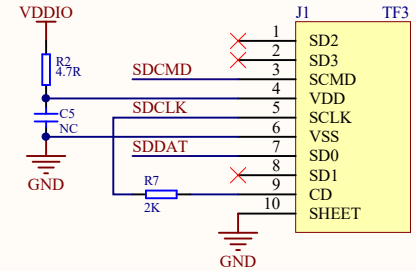 VDDIO
J1 TF3
R2
4.7R
C5
NC
GND
SDCMD
SDCLK
SDDAT
R7
2K
GND
1 SD2
2 SD3
3 SCMD
4 VDD
5 SCLK
6 VSS
7 SD0
8 SD1
9 CD
10 SHEET